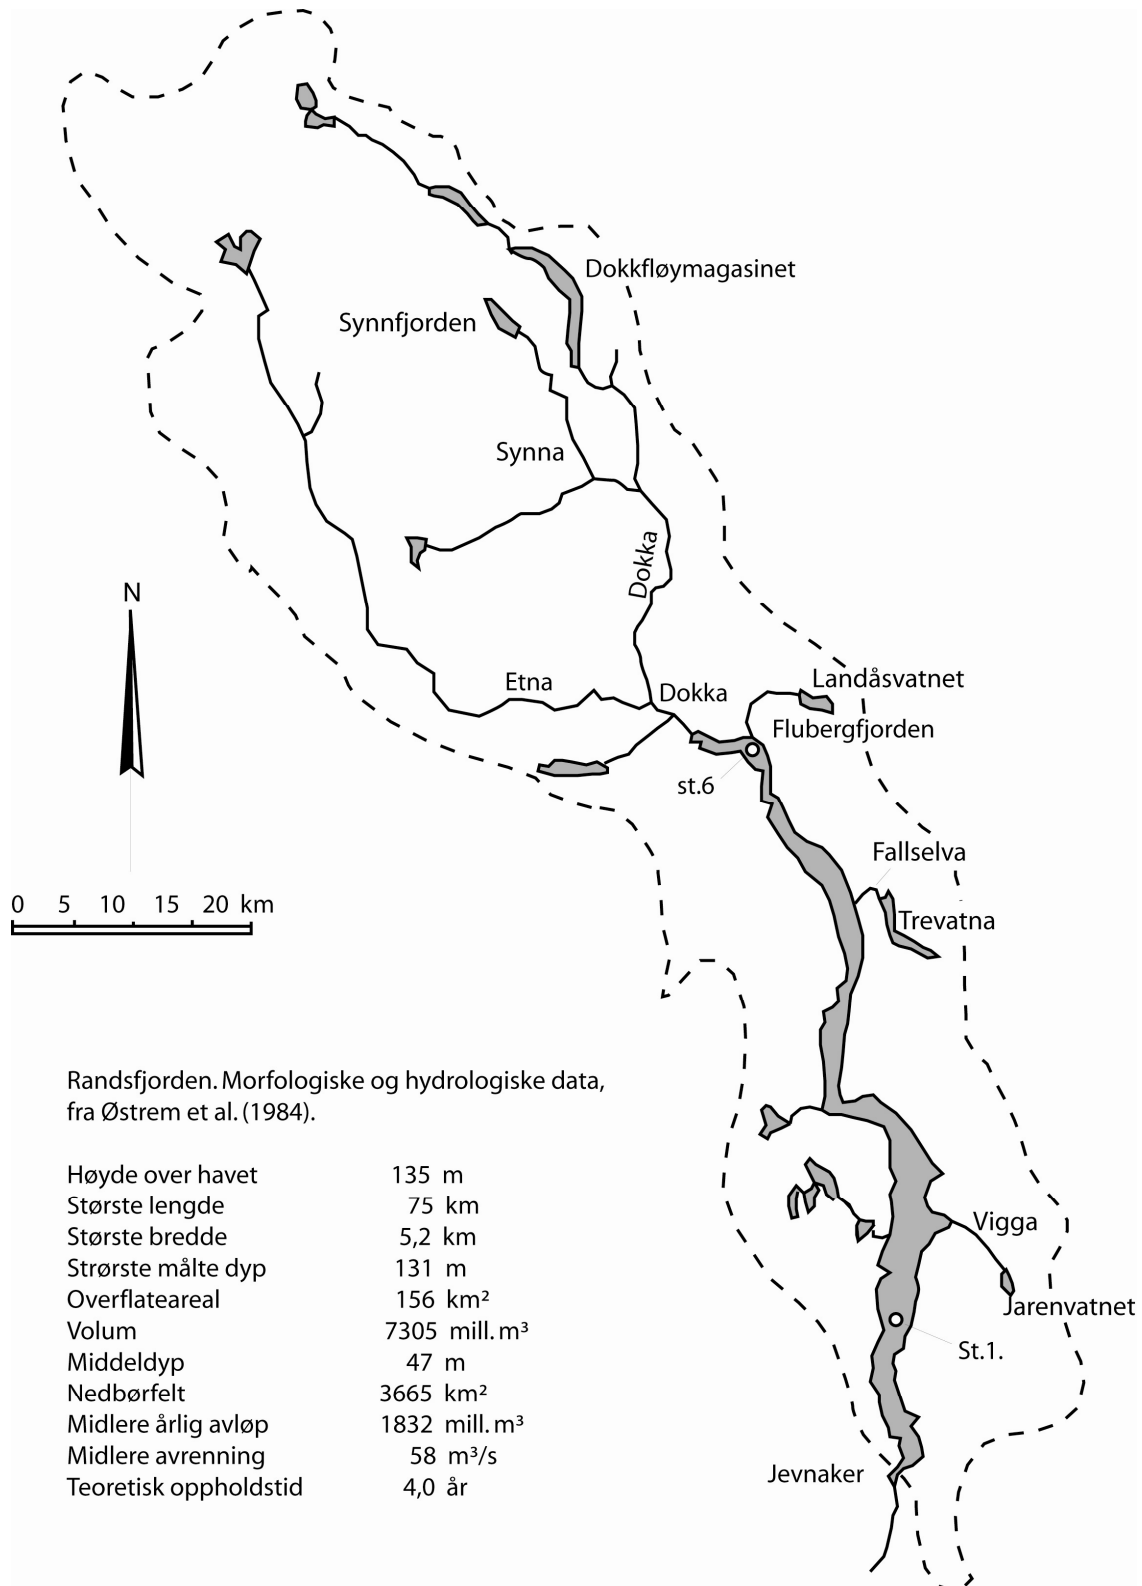 Dokkfløymagasinet
Synnfjorden
Synna
Dokka
N
Etna
Dokka
Landåsvatnet
Flubergfjorden
st.6
Fallselva
Trevatna
0 5 10 15 20 km
Randsfjorden. Morfologiske og hydrologiske data,
fra Østrem et al. (1984).
Høyde over havet 135 m
Største lengde 75 km
Største bredde 5,2 km
Strørste målte dyp 131 m
Overflateareal 156 km²
Volum 7305 mill. m³
Middeldyp 47 m
Nedbørfelt 3665 km²
Midlere årlig avløp 1832 mill. m³
Midlere avrenning 58 m³/s
Teoretisk oppholdstid 4,0 år
Vigga
Jarenvatnet
St.1.
Jevnaker